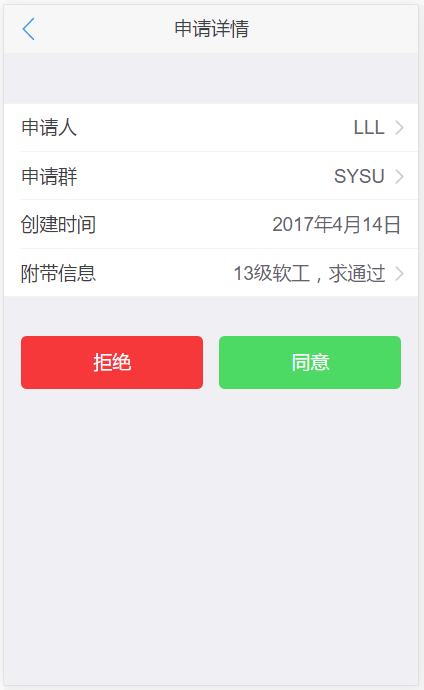 申请详情
申请人 LLL
申请群 SYSU
创建时间 2017年4月14日
附带信息 13级软工，求通过
拒绝 同意